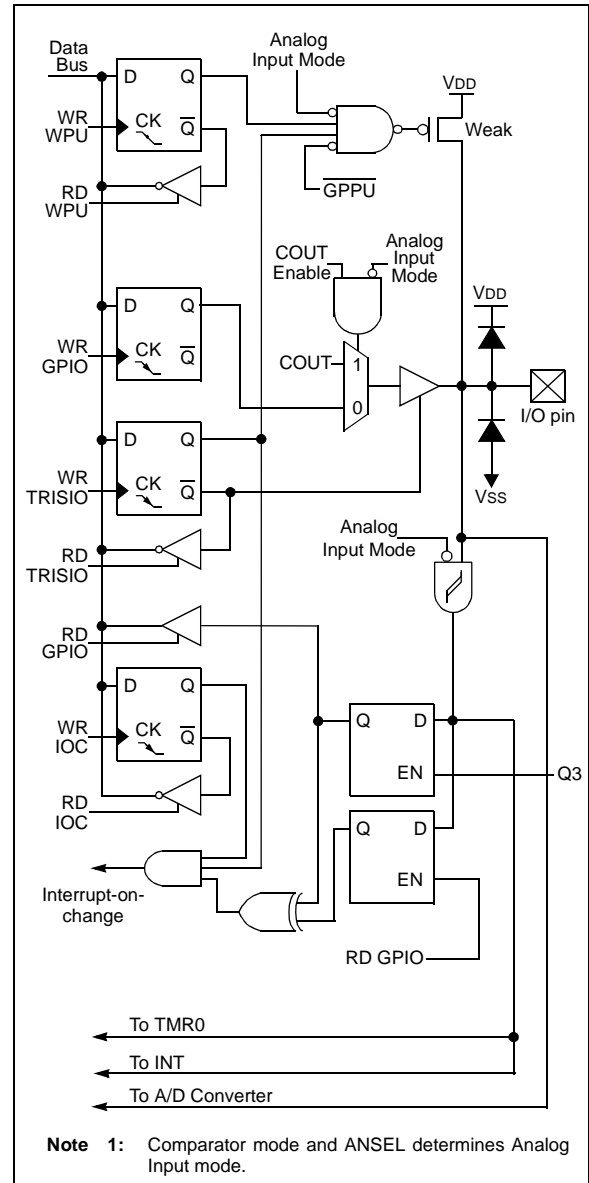 Data
Bus
D Q
WR
WPU
CK
Q
RD
WPU
Analog
Input Mode
GPPU
VDD
Weak
COUT
Enable
Analog
Input
Mode
D Q
WR
GPIO
CK
Q
COUT
1
0
VDD
I/O pin
VSS
D Q
WR
TRISIO
CK
Q
RD
TRISIO
Analog
Input Mode
RD
GPIO
D Q
WR
IOC
CK
Q
RD
IOC
Q D
EN
Q3
Q D
EN
RD GPIO
Interrupt-on-
change
To TMR0
To INT
To A/D Converter
Note 1: Comparator mode and ANSEL determines Analog
Input mode.